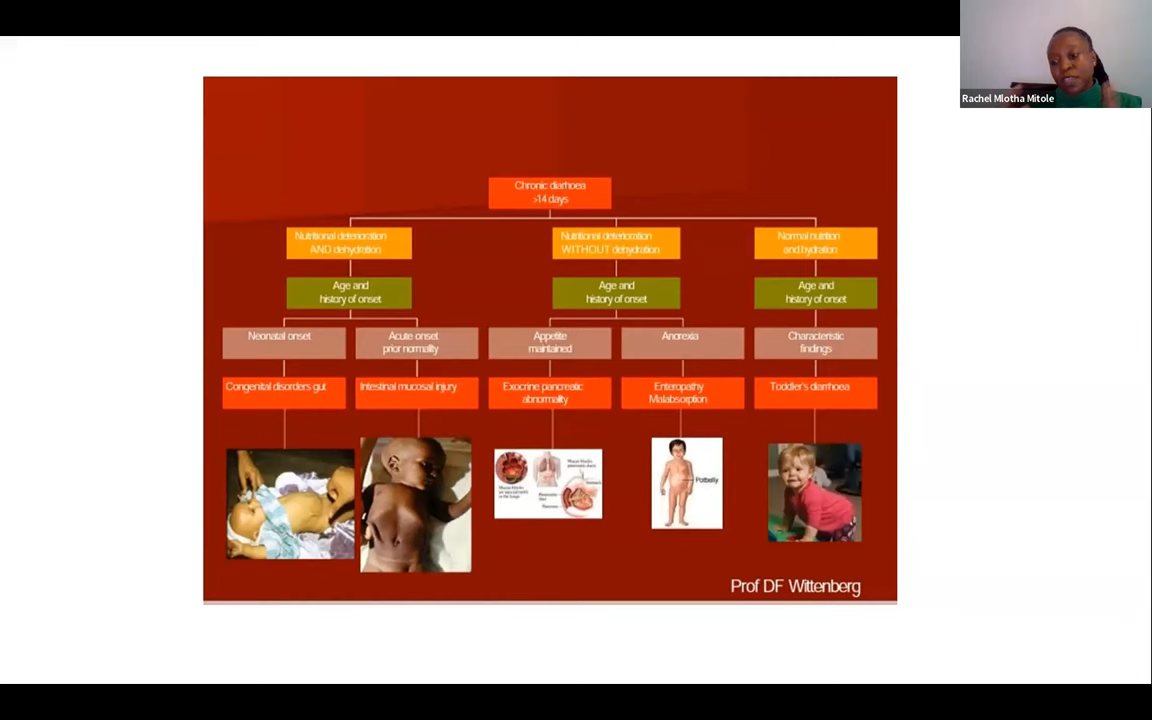 Rachel Mlotha Mitole
Chronic diarhoea
>14 days
Nutritional deterioration
AND dehydration
Nutritional deterioration
WITHOUT dehydration
Normal nutrition
and hydration
Age and
history of onset
Age and
history of onset
Age and
history of onset
Neonatal onset
Acute onset
prior normality
Appetite
maintained
Anorexia
Characteristic
findings
Congenital disorders gut
Intestinal mucosal injury
Exocrine pancreatic
abnormality
Enteropathy
Malabsorption
Toddler's diarrhoea
Potbelly
Prof DF Wittenberg